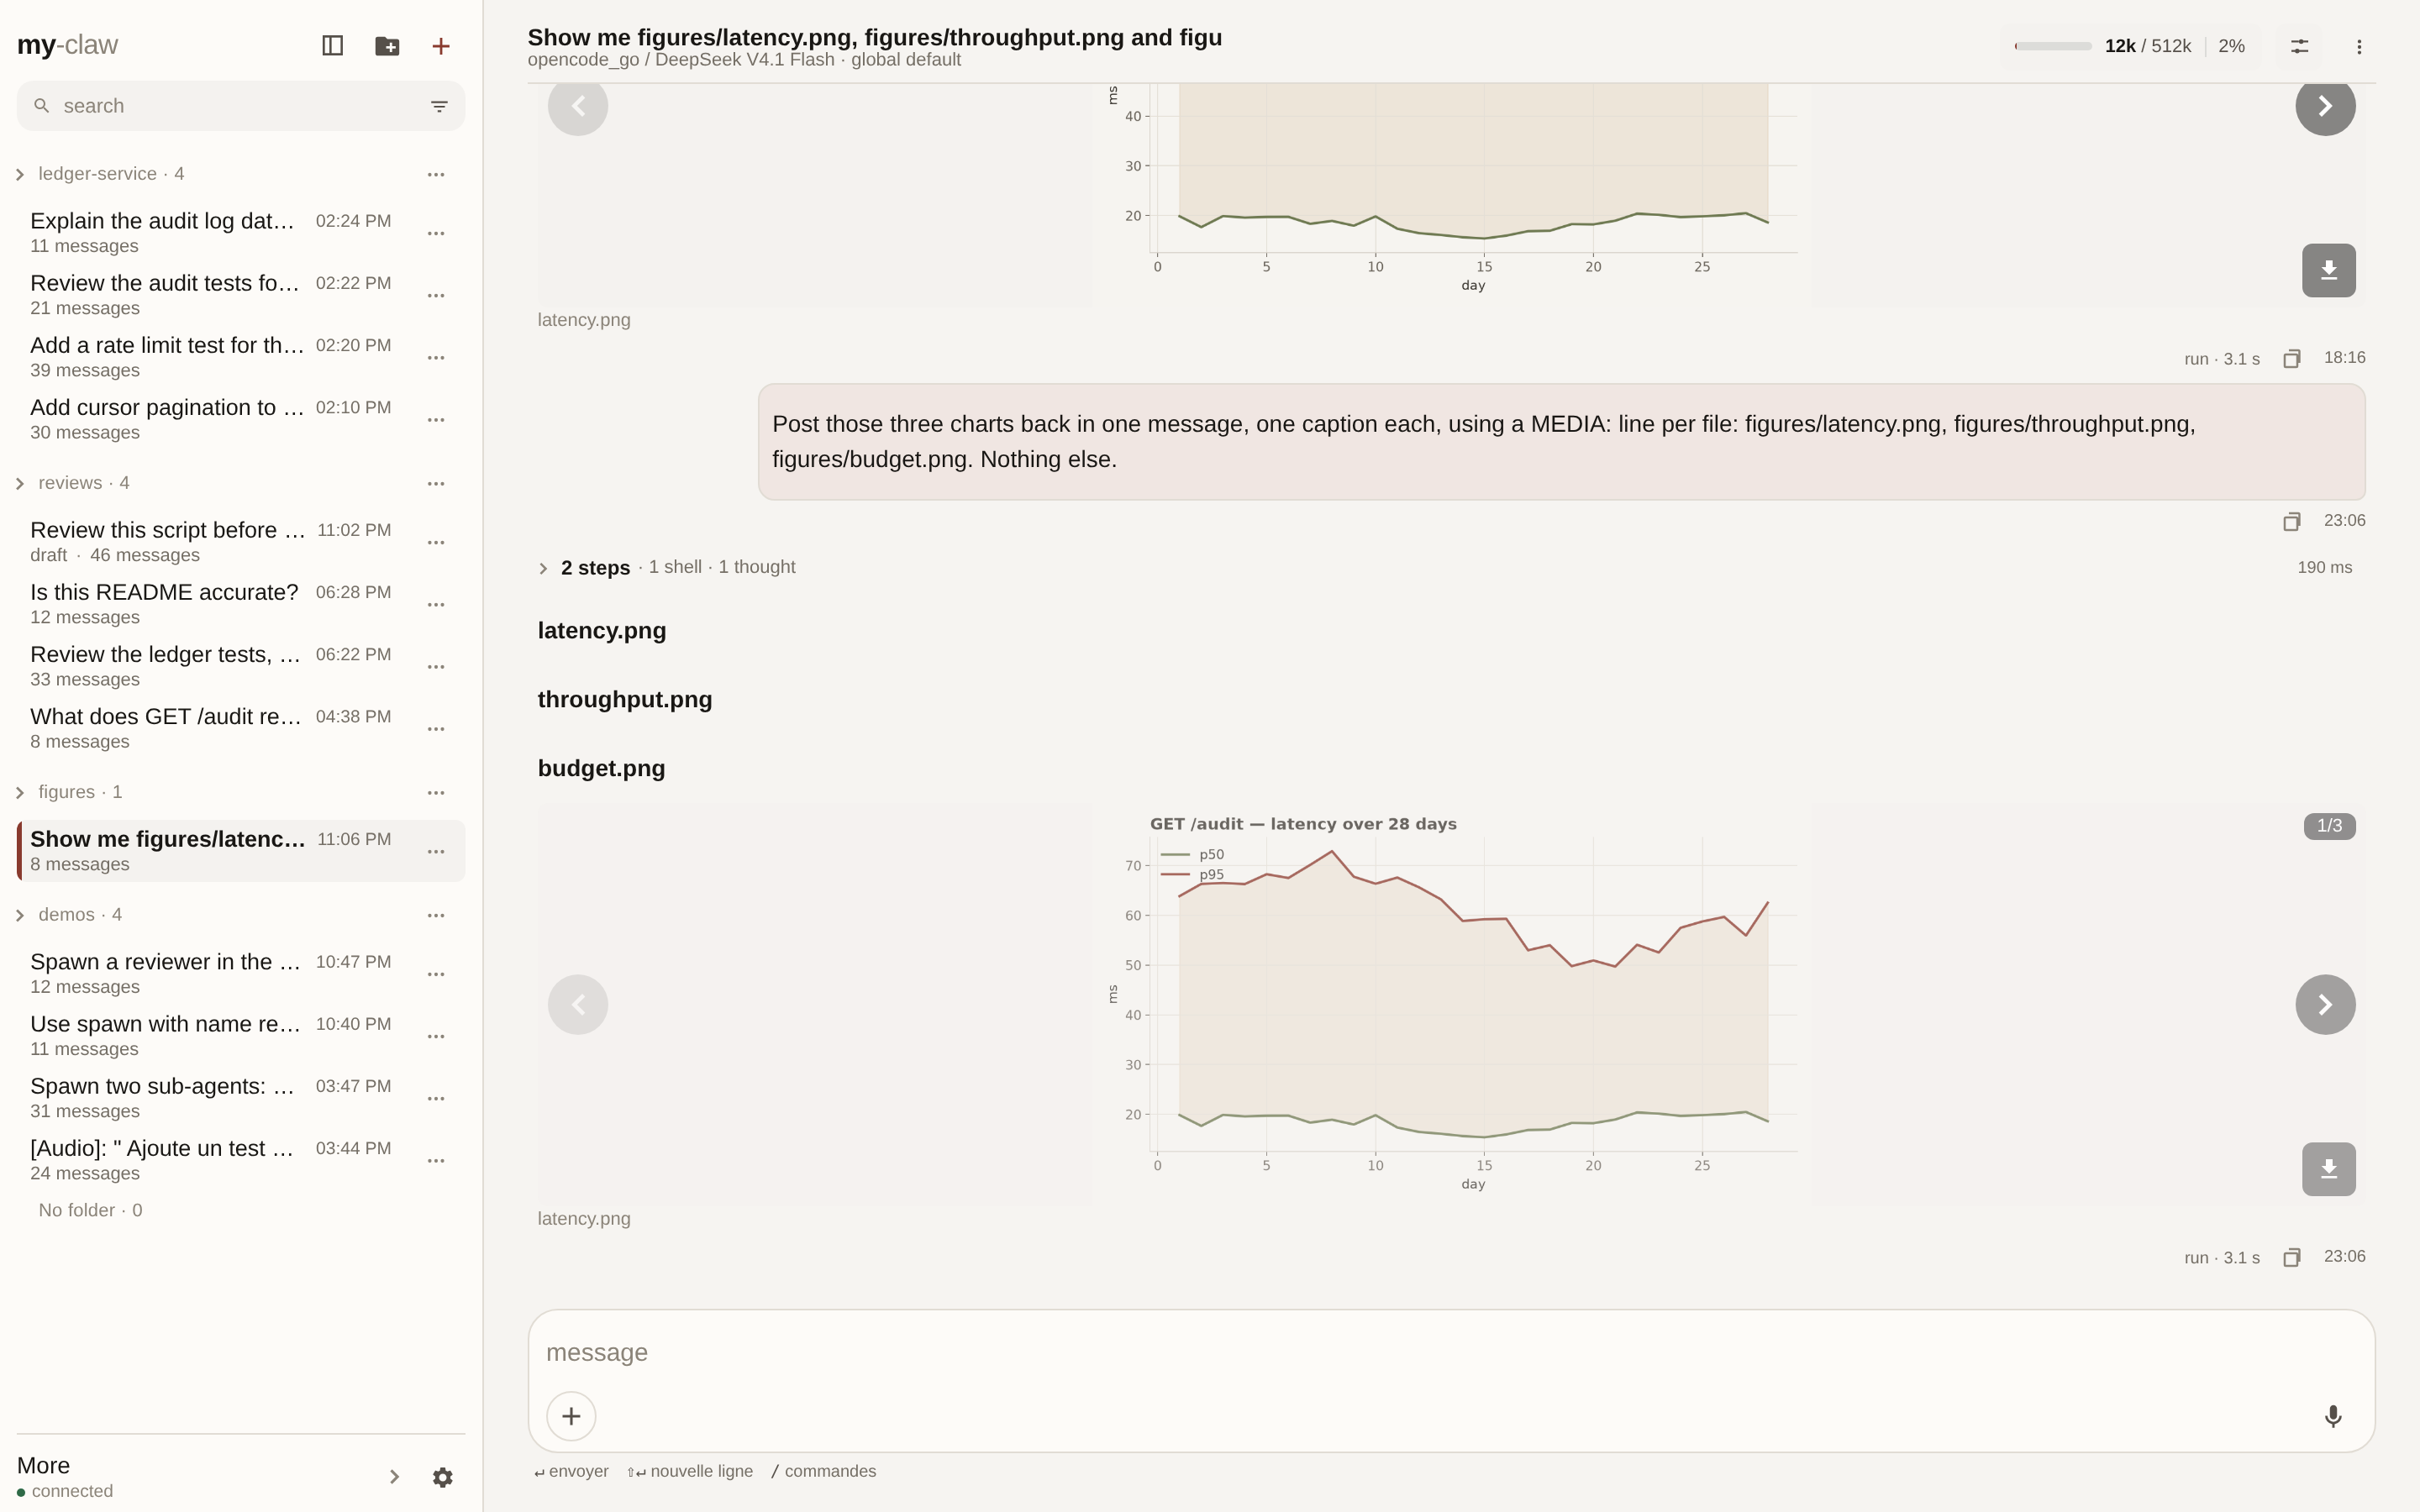 my-claw
search
ledger-service · 4
Explain the audit log dat… 02:24 PM
11 messages
Review the audit tests fo… 02:22 PM
21 messages
Add a rate limit test for th… 02:20 PM
39 messages
Add cursor pagination to … 02:10 PM
30 messages
reviews · 4
Review this script before … 11:02 PM
draft · 46 messages
Is this README accurate? 06:28 PM
12 messages
Review the ledger tests, … 06:22 PM
33 messages
What does GET /audit re… 04:38 PM
8 messages
figures · 1
Show me figures/latenc… 11:06 PM
8 messages
demos · 4
Spawn a reviewer in the … 10:47 PM
12 messages
Use spawn with name re… 10:40 PM
11 messages
Spawn two sub-agents: … 03:47 PM
31 messages
[Audio]: " Ajoute un test … 03:44 PM
24 messages
No folder · 0
More
connected
Show me figures/latency.png, figures/throughput.png and figu
opencode_go / DeepSeek V4.1 Flash · global default
12k / 512k 2%
ms
40
30
20
0 5 10 15 20 25
day
latency.png
run · 3.1 s 18:16
Post those three charts back in one message, one caption each, using a MEDIA: line per file: figures/latency.png, figures/throughput.png,
figures/budget.png. Nothing else.
23:06
2 steps · 1 shell · 1 thought 190 ms
latency.png
throughput.png
budget.png
GET /audit — latency over 28 days
1/3
p50
p95
70
60
50
ms
40
30
20
0 5 10 15 20 25
day
latency.png
run · 3.1 s 23:06
message
↵ envoyer ⇧↵ nouvelle ligne / commandes